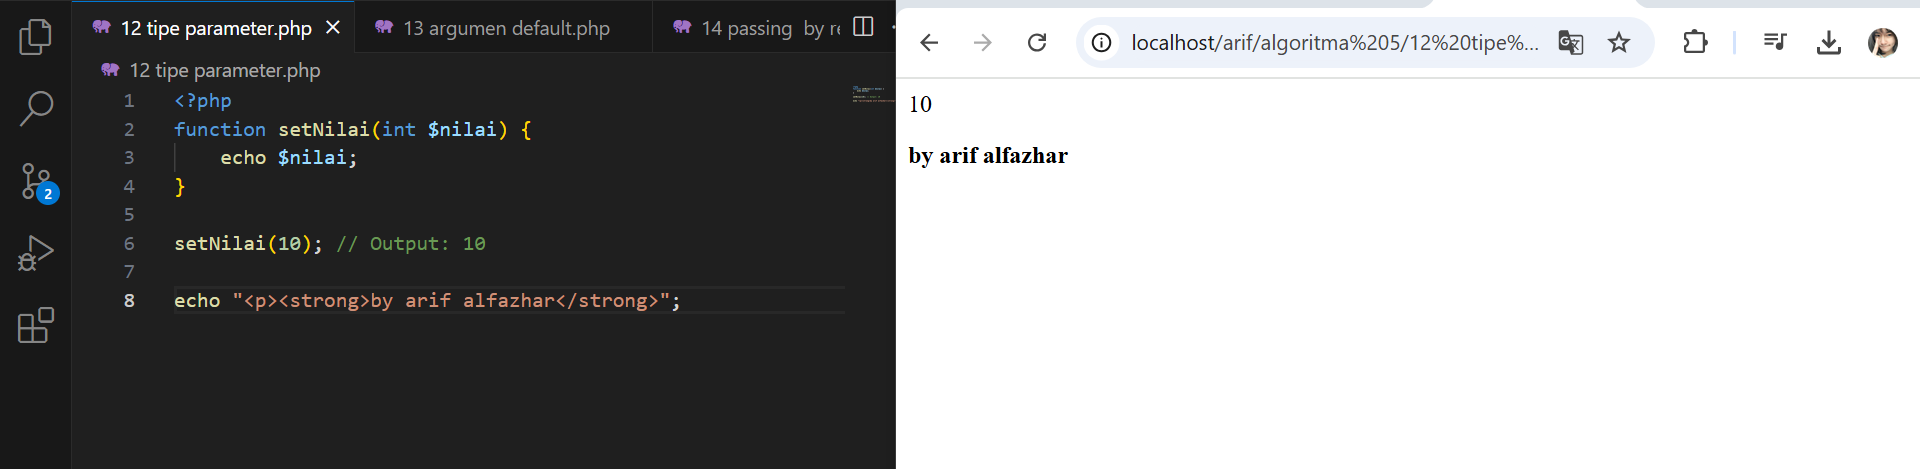 12 tipe parameter.php
13 argumen default.php
14 passing by re
12 tipe parameter.php
1 <?php
2 function setNilai(int $nilai) {
3 echo $nilai;
4 }
5
6 setNilai(10); // Output: 10
7
8 echo "<p><strong>by arif alfazhar</strong>";
2
localhost/arif/algoritma%205/12%20tipe%...
10
by arif alfazhar